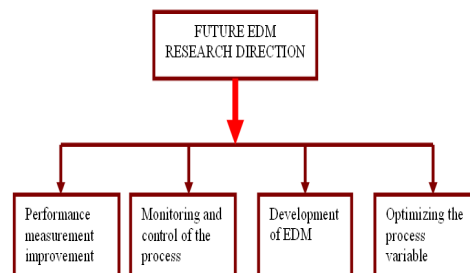 FUTURE EDM
RESEARCH DIRECTION
Performance
measurement
improvement
Monitoring and
control of the
process
Development
of EDM
Optimizing the
process
variable